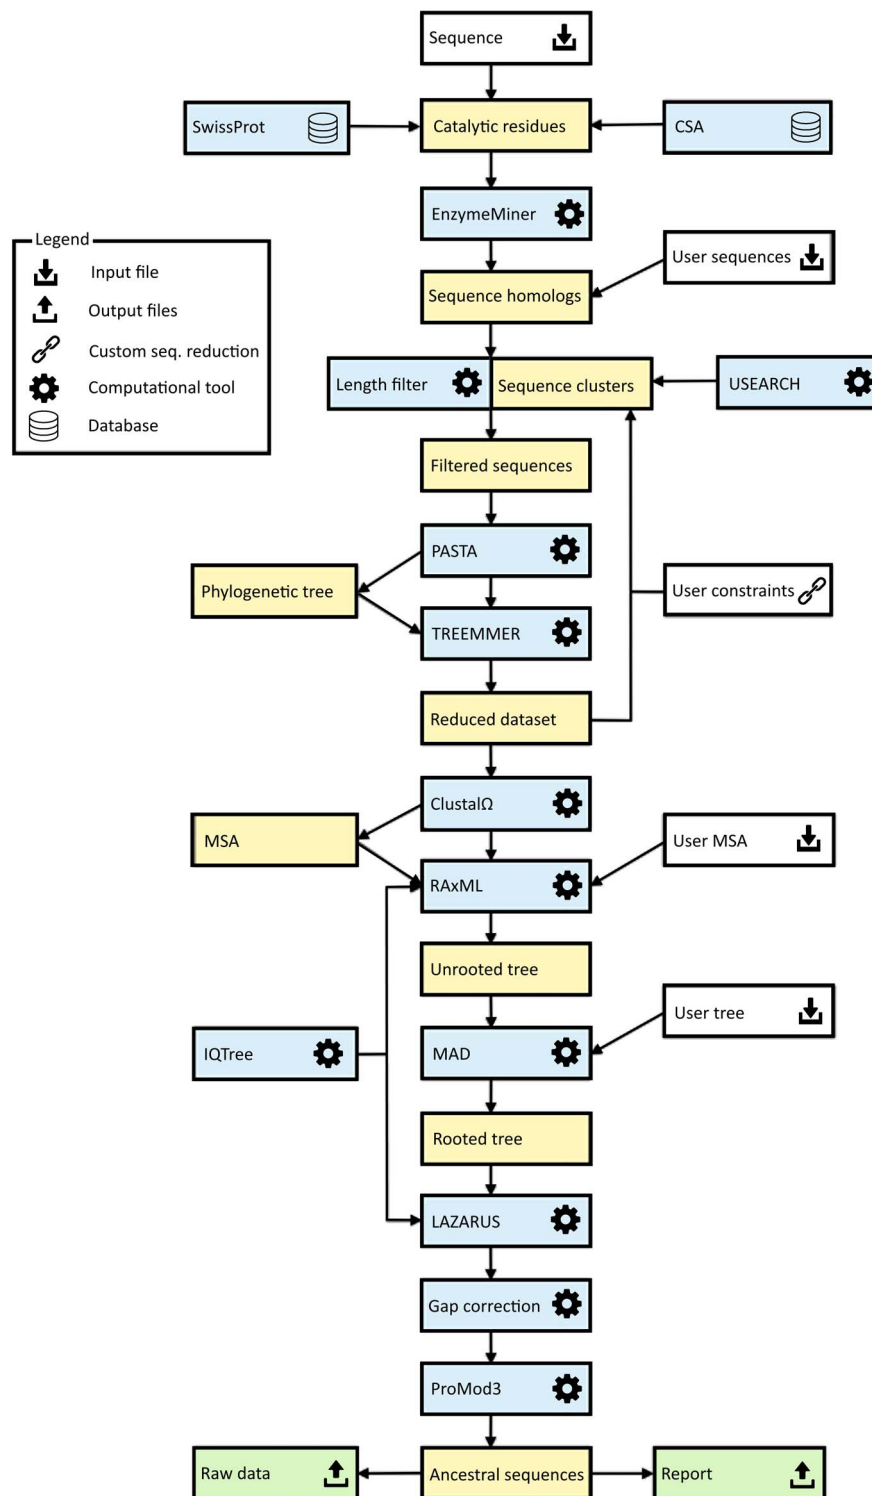 Sequence
SwissProt
Catalytic residues
CSA
EnzymeMiner
Legend
Input file
Output files
Custom seq. reduction
Computational tool
Database
User sequences
Sequence homologs
Length filter
Sequence clusters
USEARCH
Filtered sequences
PASTA
Phylogenetic tree
User constraints
TREEMMER
Reduced dataset
ClustalΩ
MSA
User MSA
RAxML
Unrooted tree
User tree
IQTree
MAD
Rooted tree
LAZARUS
Gap correction
ProMod3
Raw data
Ancestral sequences
Report